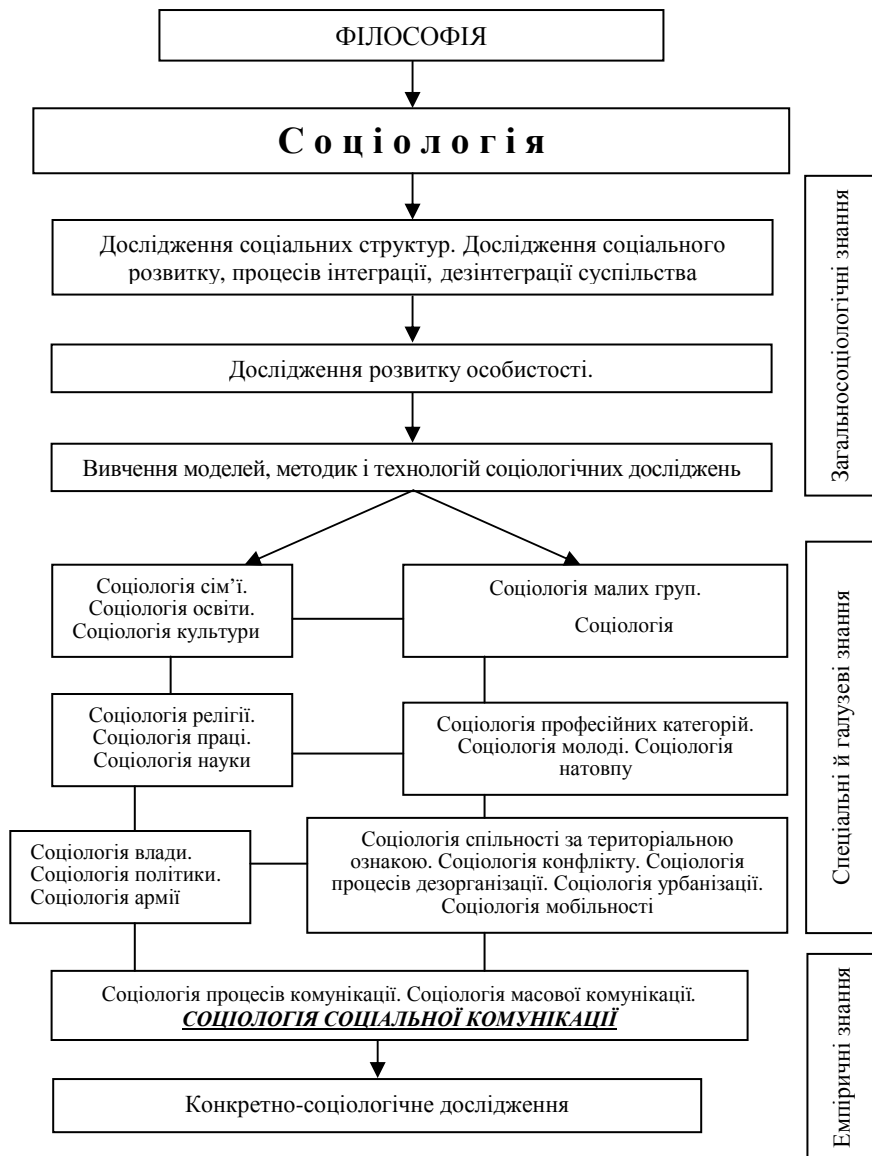 ФІЛОСОФІЯ
Соціологія
Дослідження соціальних структур. Дослідження соціального
розвитку, процесів інтеграції, дезінтеграції суспільства
Дослідження розвитку особистості.
Вивчення моделей, методик і технологій соціологічних досліджень
Загальносоціологічні знання
Соціологія сім’ї.
Соціологія освіти.
Соціологія культури
Соціологія малих груп.
Соціологія
Соціологія релігії.
Соціологія праці.
Соціологія науки
Соціологія професійних категорій.
Соціологія молоді. Соціологія
натовпу
Соціологія влади.
Соціологія політики.
Соціологія армії
Соціологія спільності за територіальною
ознакою. Соціологія конфлікту. Соціологія
процесів дезорганізації. Соціологія урбанізації.
Соціологія мобільності
Спеціальні й галузеві знання
Соціологія процесів комунікації. Соціологія масової комунікації.
СОЦІОЛОГІЯ СОЦІАЛЬНОЇ КОМУНІКАЦІЇ
Конкретно-соціологічне дослідження
Емпіричні знання